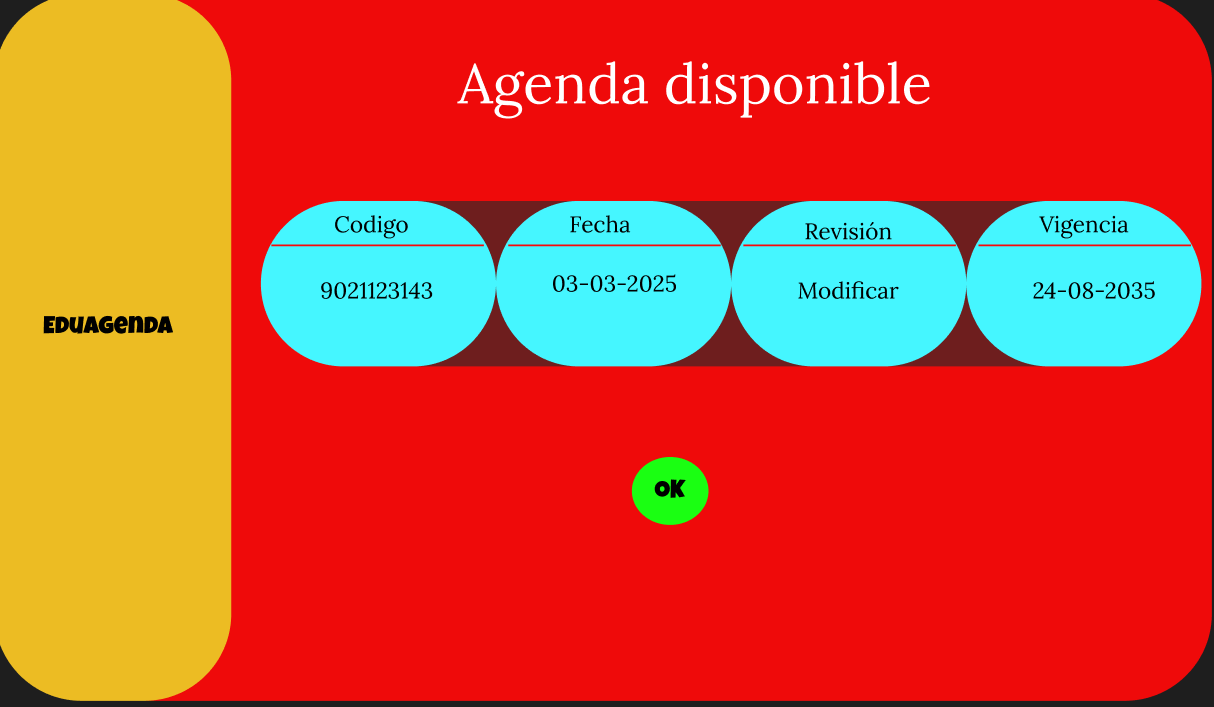 Agenda disponible
Codigo
Fecha
Revisión
Vigencia
9021123143
03-03-2025
Modificar
24-08-2035
EDUAGENDA
OK